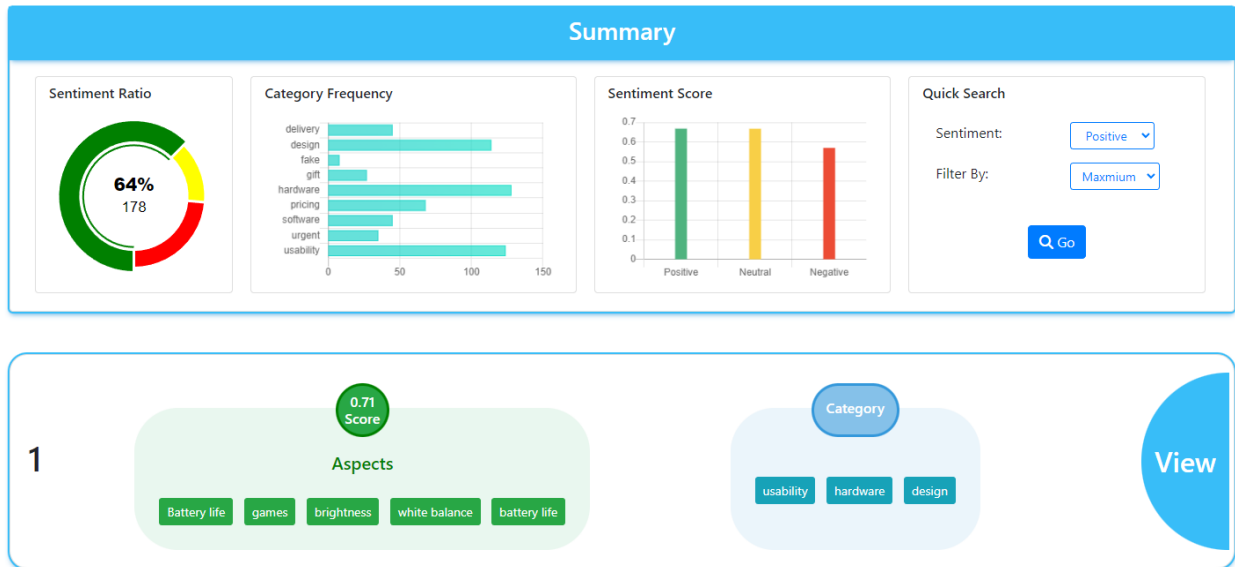 Summary
Sentiment Ratio
64%
178
Category Frequency
delivery
design
fake
gift
hardware
pricing
software
urgent
usability
0 50 100 150
Sentiment Score
0.7
0.6
0.5
0.4
0.3
0.2
0.1
0
Positive Neutral Negative
Quick Search
Sentiment: Positive
Filter By: Maxmium
Go
1
0.71
Score
Aspects
Battery life games brightness white balance battery life
Category
usability hardware design
View